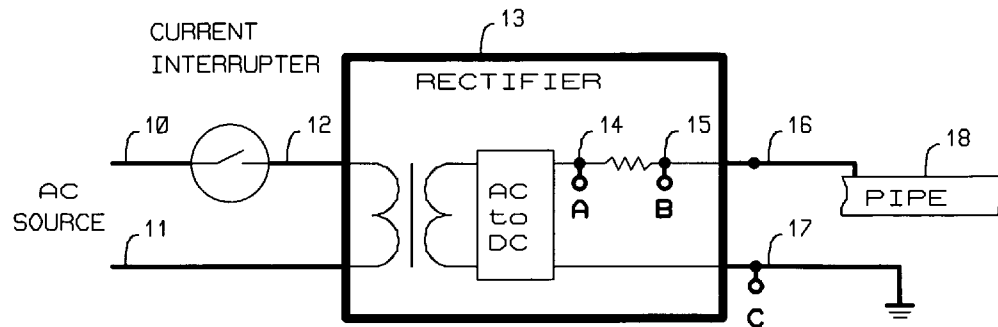 CURRENT
INTERRUPTER
13
RECTIFIER
10
12
14
15
16
18
AC
SOURCE
AC
to
DC
A
B
PIPE
11
17
C